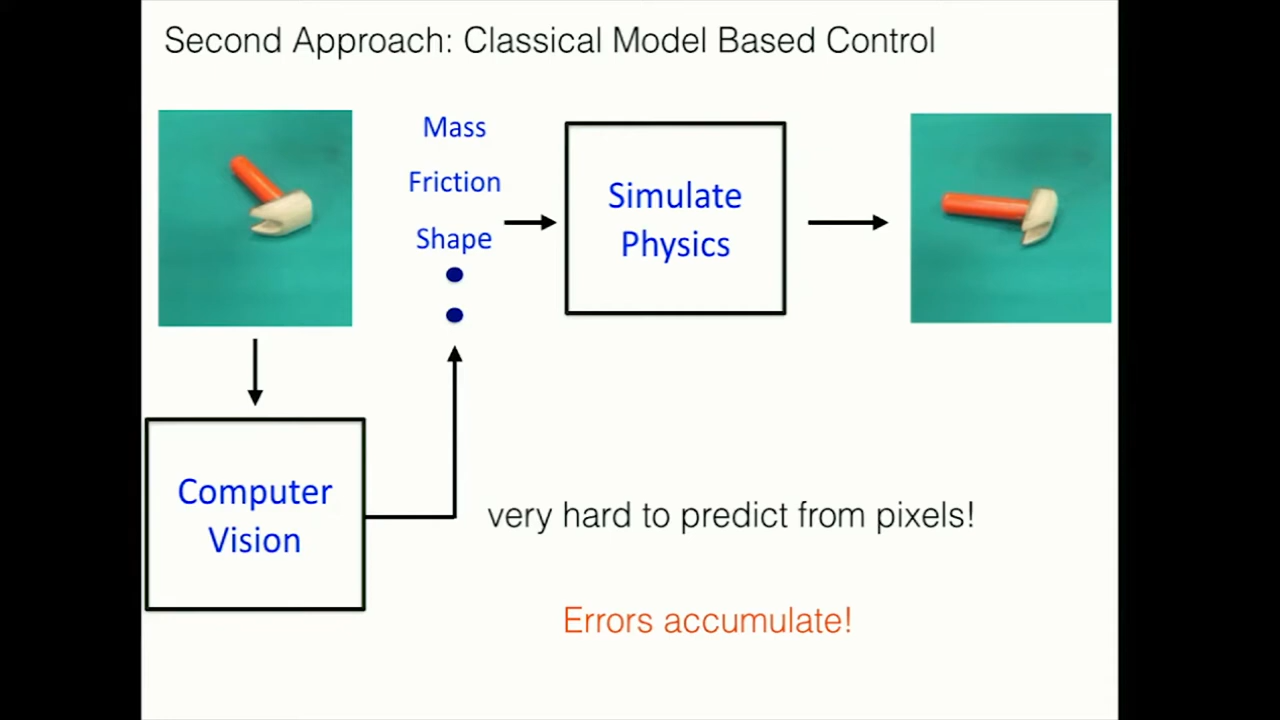 Second Approach: Classical Model Based Control
Mass
Friction
Shape
Simulate
Physics
Computer
Vision
very hard to predict from pixels!
Errors accumulate!